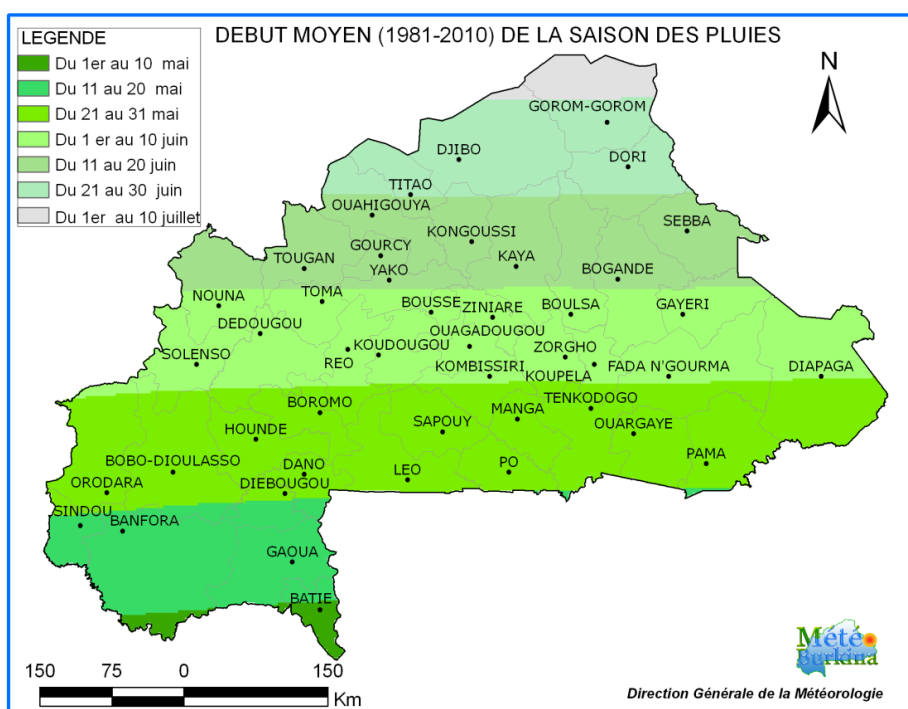 DEBUT MOYEN (1981-2010) DE LA SAISON DES PLUIES
LEGENDE
Du 1er au 10 mai
Du 11 au 20 mai
Du 21 au 31 mai
Du 1 er au 10 juin
Du 11 au 20 juin
Du 21 au 30 juin
Du 1er au 10 juillet
N
GOROM-GOROM
DJIBO
DORI
TITAO
OUAHIGOUYA
SEBBA
KONGOUSSI
GOURCY
TOUGAN
KAYA
YAKO
BOGANDE
NOUNA
TOMA
BOUSSE
ZINIARE
BOULSA
GAYERI
DEDOUGOU
OUAGADOUGOU
SOLENSO
REO
KOUDOUGOU
ZORGHO
KOMBISSIRI
KOUPELA
FADA N'GOURMA
DIAPAGA
BOROMO
TENKODOGO
MANGA
HOUNDE
SAPOUY
OUARGAYE
BOBO-DIOULASSO
DANO
LEO
PO
PAMA
ORODARA
DIEBOUGOU
SINDOU
BANFORA
GAOUA
BATIE
150 75 0 150
Km
Météo
Burkina
Direction Générale de la Météorologie